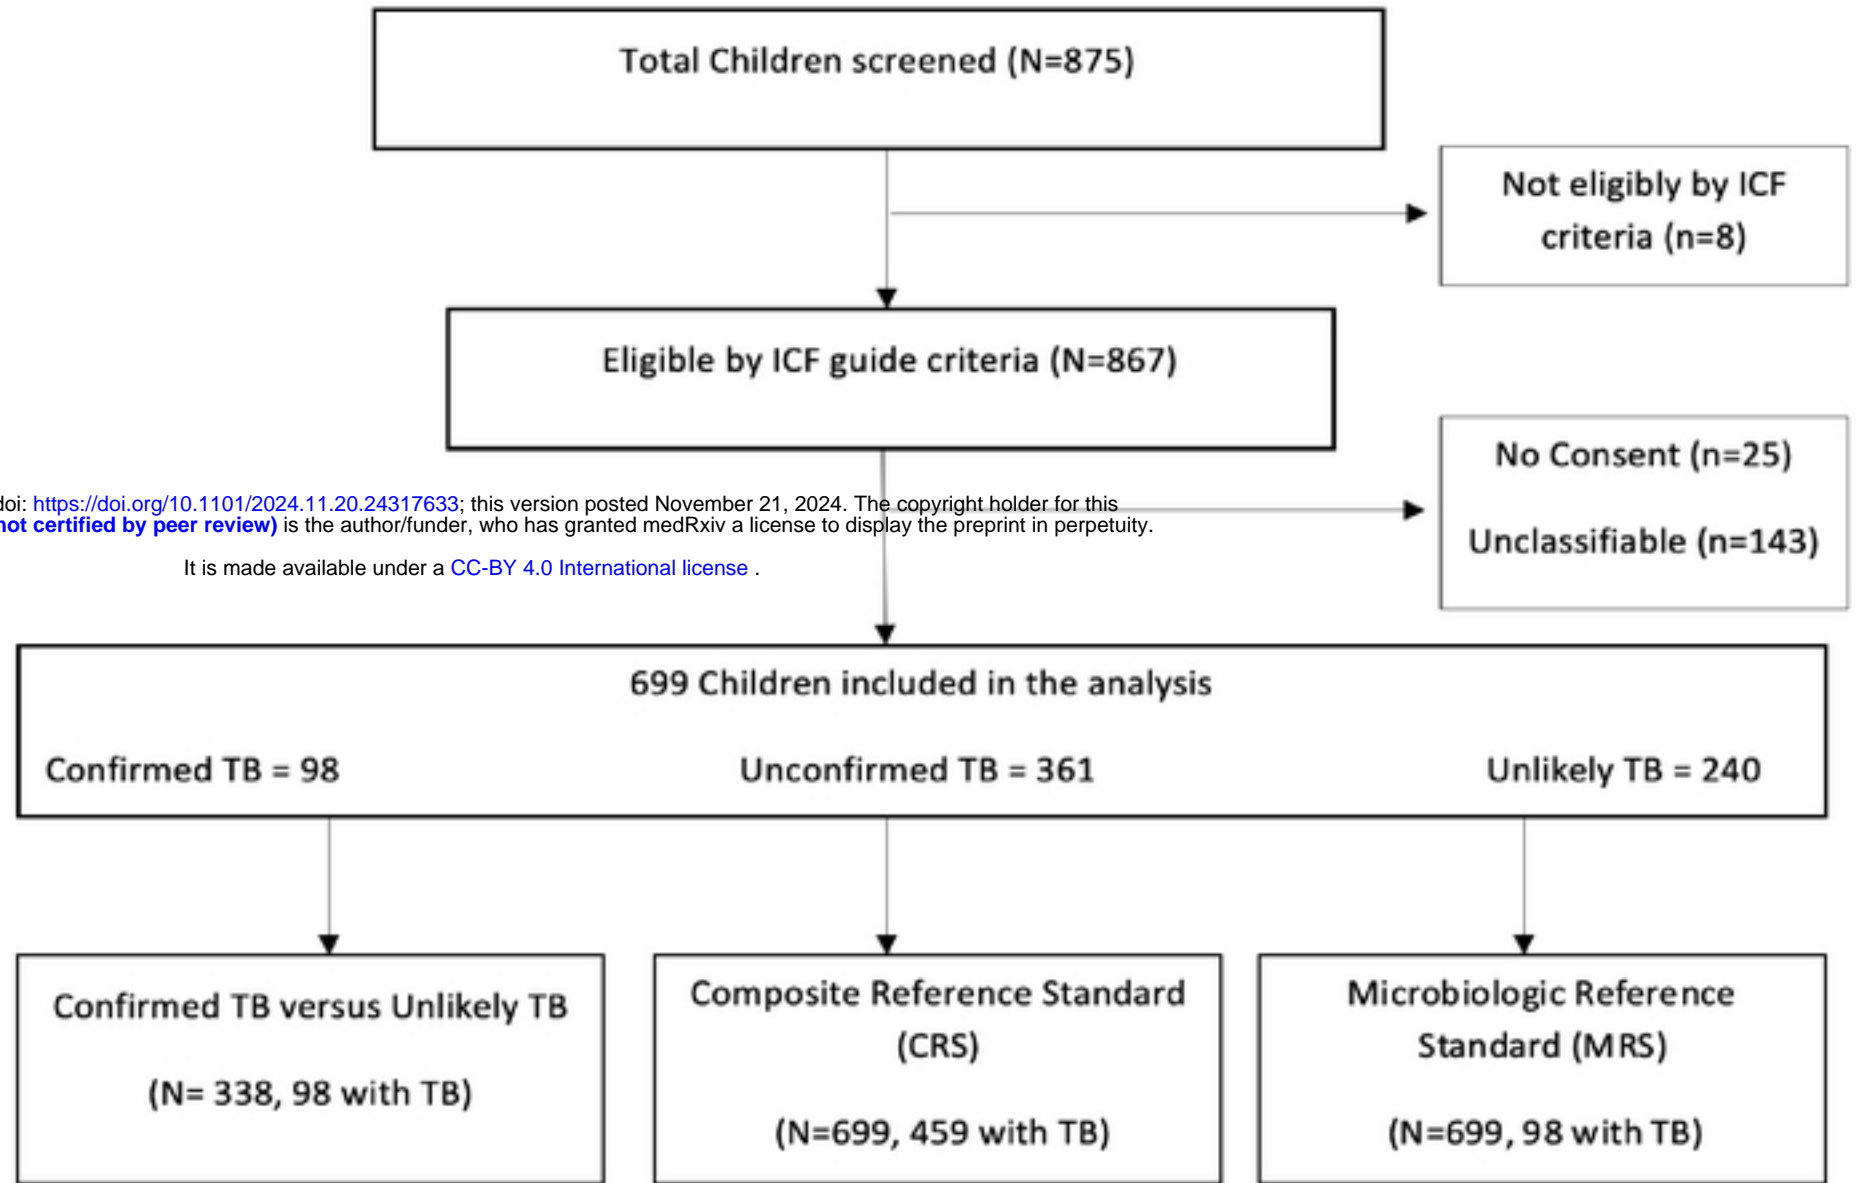 Total Children screened (N=875)
Not eligibly by ICF
criteria (n=8)
Eligible by ICF guide criteria (N=867)
No Consent (n=25)
Unclassifiable (n=143)
doi: https://doi.org/10.1101/2024.11.20.24317633; this version posted November 21, 2024. The copyright holder for this
not certified by peer review) is the author/funder, who has granted medRxiv a license to display the preprint in perpetuity.
It is made available under a CC-BY 4.0 International license .
699 Children included in the analysis
Confirmed TB = 98 Unconfirmed TB = 361 Unlikely TB = 240
Confirmed TB versus Unlikely TB
(N= 338, 98 with TB)
Composite Reference Standard
(CRS)
(N=699, 459 with TB)
Microbiologic Reference
Standard (MRS)
(N=699, 98 with TB)